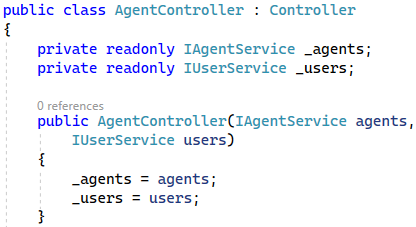 public class AgentController : Controller
{
    private readonly IAgentService _agents;
    private readonly IUserService _users;
    0 references
    public AgentController(IAgentService agents,
        IUserService users)
    {
        _agents = agents;
        _users = users;
    }